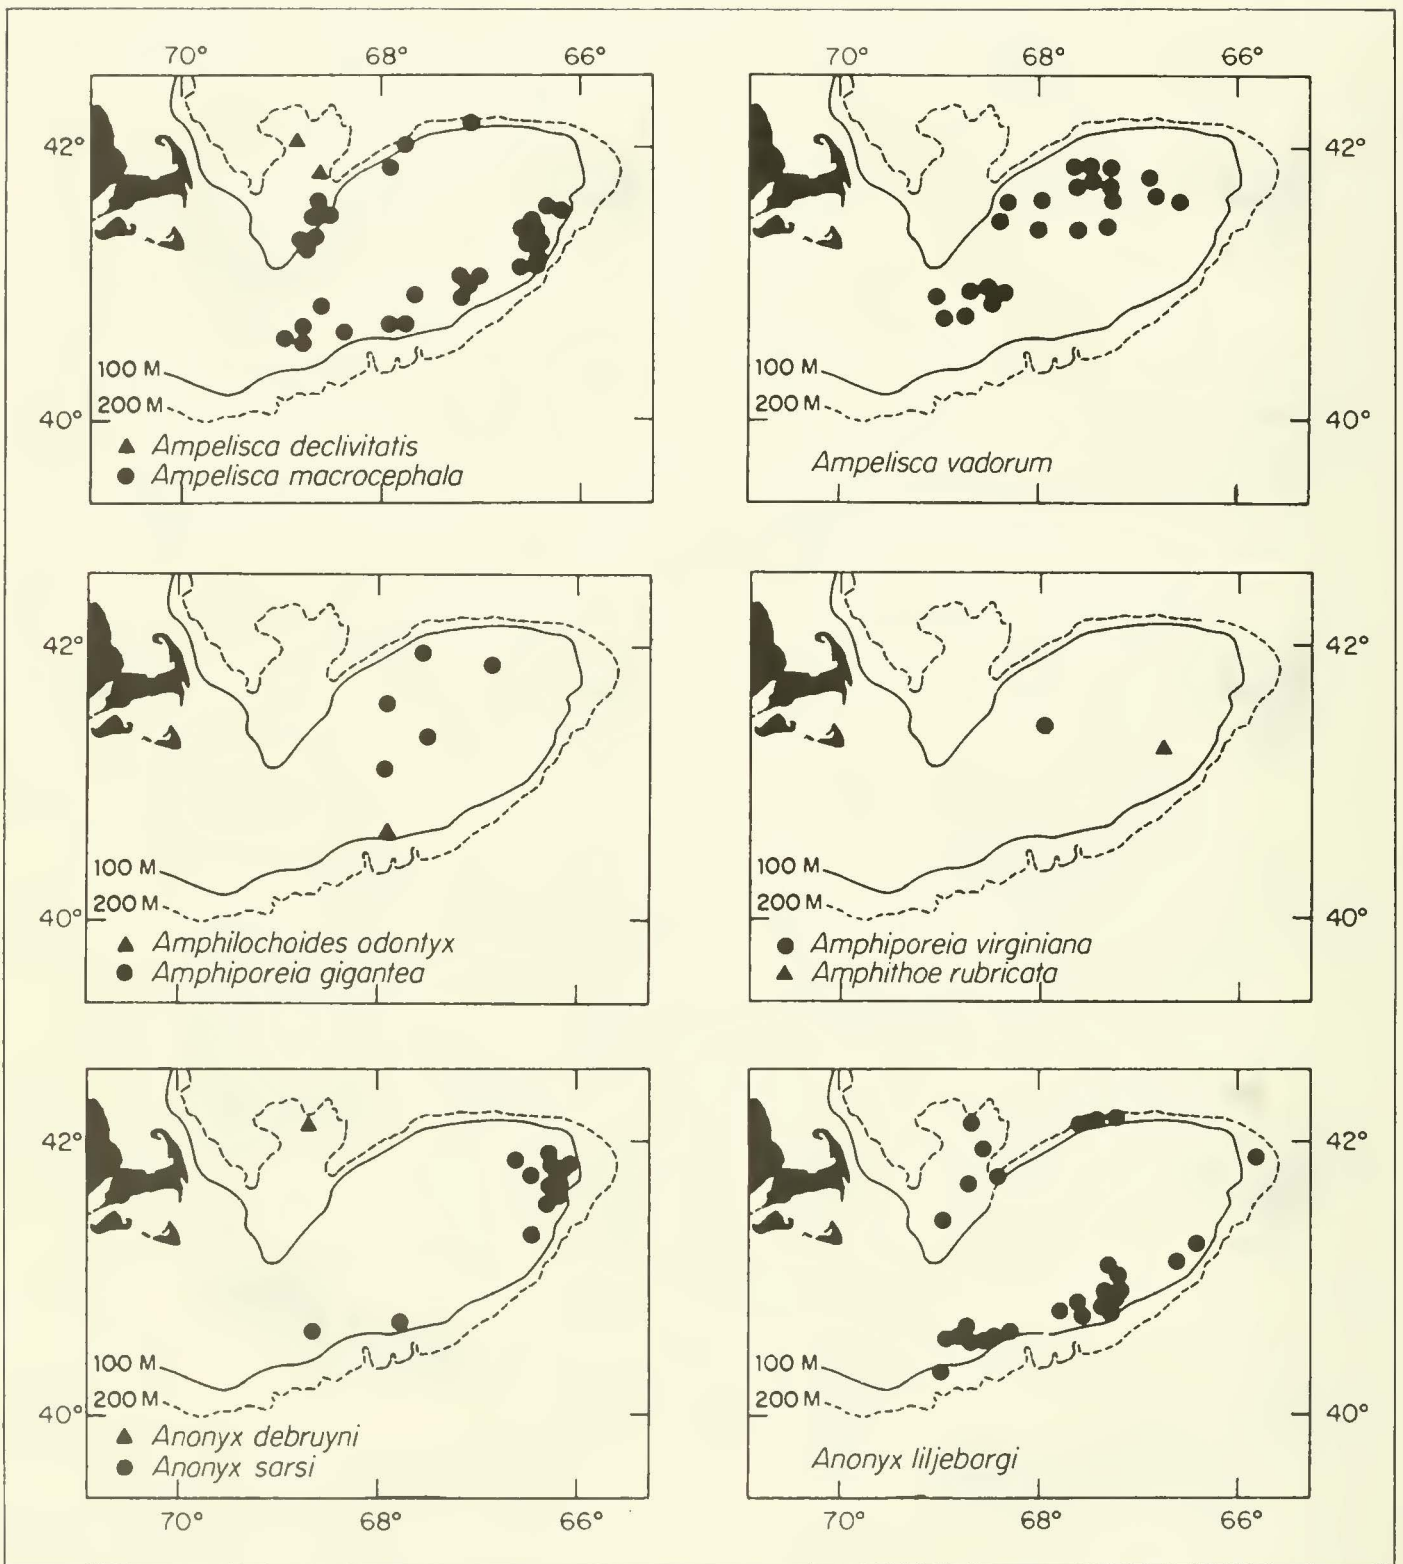 70° 68° 66° 70° 68°
42° 42°
100 M 100 M
200 M 200 M
40° 40°
▲ Ampelisca declivitatis
● Ampelisca macrocephala
Ampelisca vadorum
42° 42°
100 M 100 M
200 M 200 M
40° 40°
▲ Amphilochoides odontyx
● Amphiporeia gigantea
● Amphiporeia virginiana
▲ Amphithoe rubricata
42° 42°
100 M 100 M
200 M 200 M
40° 40°
▲ Anonyx debruyni
● Anonyx sarsi
Anonyx liljeborgi
70° 68° 66° 70° 68° 66°